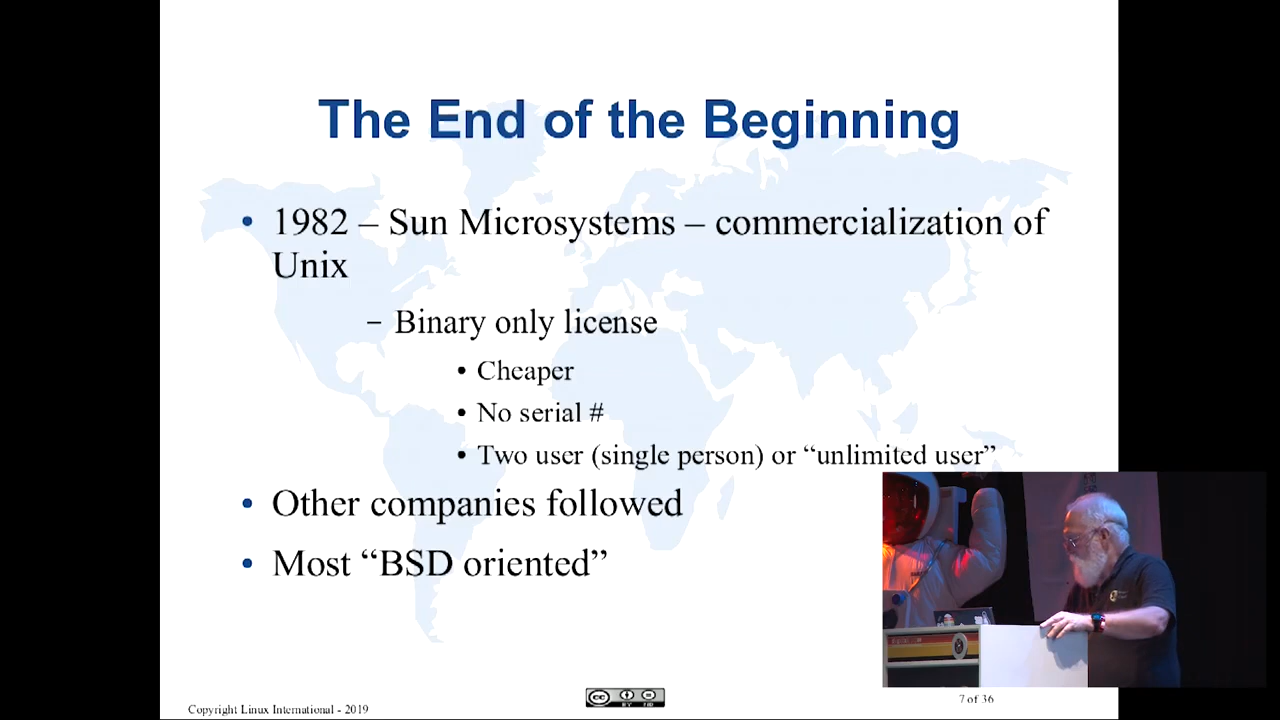 The End of the Beginning
• 1982 – Sun Microsystems – commercialization of
Unix
– Binary only license
• Cheaper
• No serial #
• Two user (single person) or “unlimited user”
• Other companies followed
• Most “BSD oriented”
7 of 36
Copyright Linux International - 2019